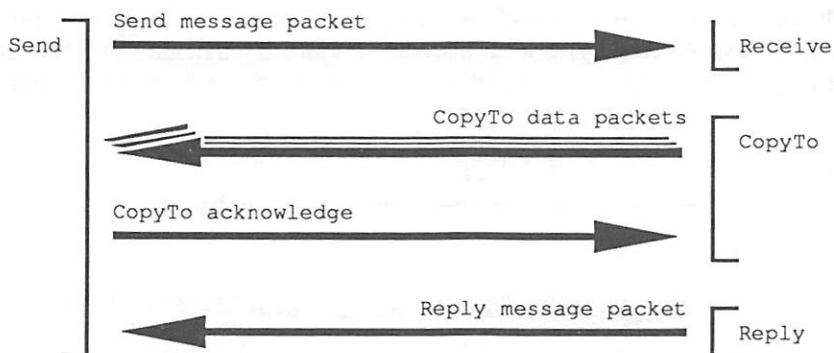 Send message packet
Send
Receive
CopyTo data packets
CopyTo
CopyTo acknowledge
Reply message packet
Reply